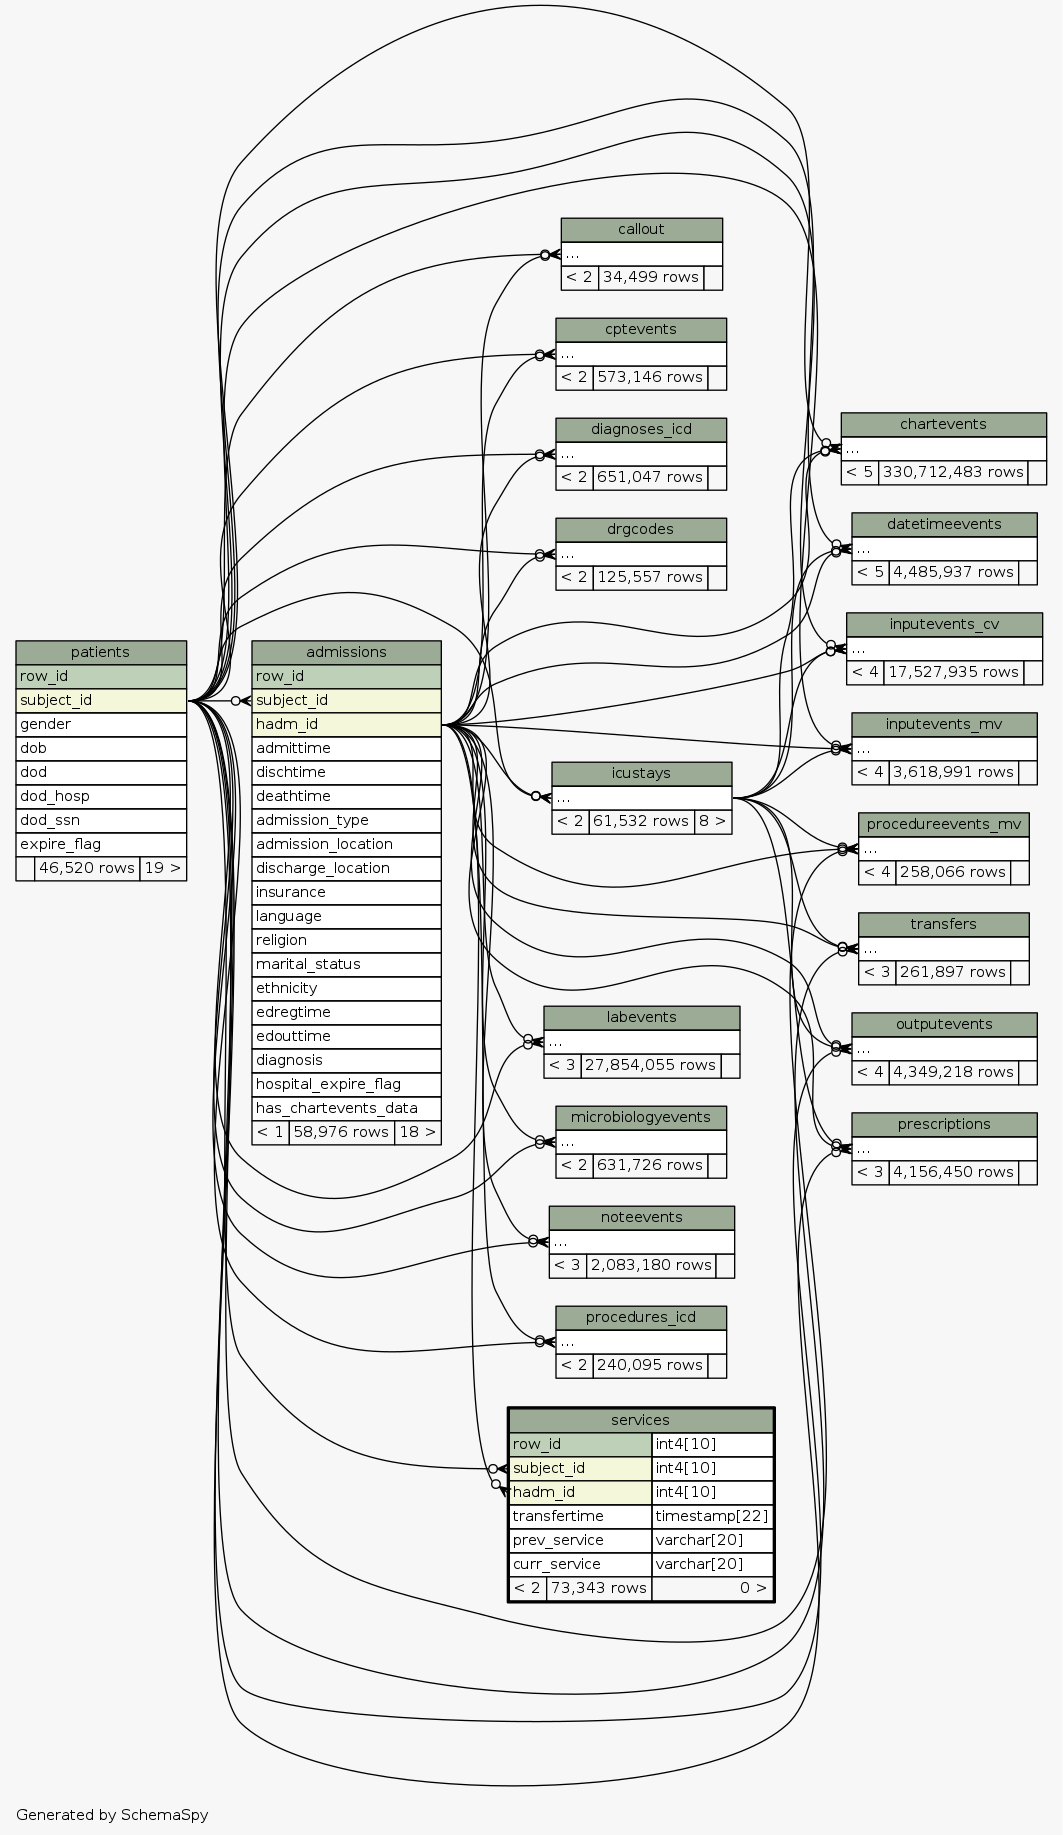 callout
...
< 2 34,499 rows
cptevents
...
< 2 573,146 rows
diagnoses_icd
...
< 2 651,047 rows
drgcodes
...
< 2 125,557 rows
patients
row_id
subject_id
gender
dob
dod
dod_hosp
dod_ssn
expire_flag
46,520 rows 19 >
admissions
row_id
subject_id
hadm_id
admittime
dischtime
deathtime
admission_type
admission_location
discharge_location
insurance
language
religion
marital_status
ethnicity
edregtime
edouttime
diagnosis
hospital_expire_flag
has_chartevents_data
< 1 58,976 rows 18 >
icustays
...
< 2 61,532 rows 8 >
chartevents
...
< 5 330,712,483 rows
datetimeevents
...
< 5 4,485,937 rows
inputevents_cv
...
< 4 17,527,935 rows
inputevents_mv
...
< 4 3,618,991 rows
procedureevents_mv
...
< 4 258,066 rows
transfers
...
< 3 261,897 rows
outputevents
...
< 4 4,349,218 rows
prescriptions
...
< 3 4,156,450 rows
labevents
...
< 3 27,854,055 rows
microbiologyevents
...
< 2 631,726 rows
noteevents
...
< 3 2,083,180 rows
procedures_icd
...
< 2 240,095 rows
services
row_id int4[10]
subject_id int4[10]
hadm_id int4[10]
transfertime timestamp[22]
prev_service varchar[20]
curr_service varchar[20]
< 2 73,343 rows 0 >
Generated by SchemaSpy